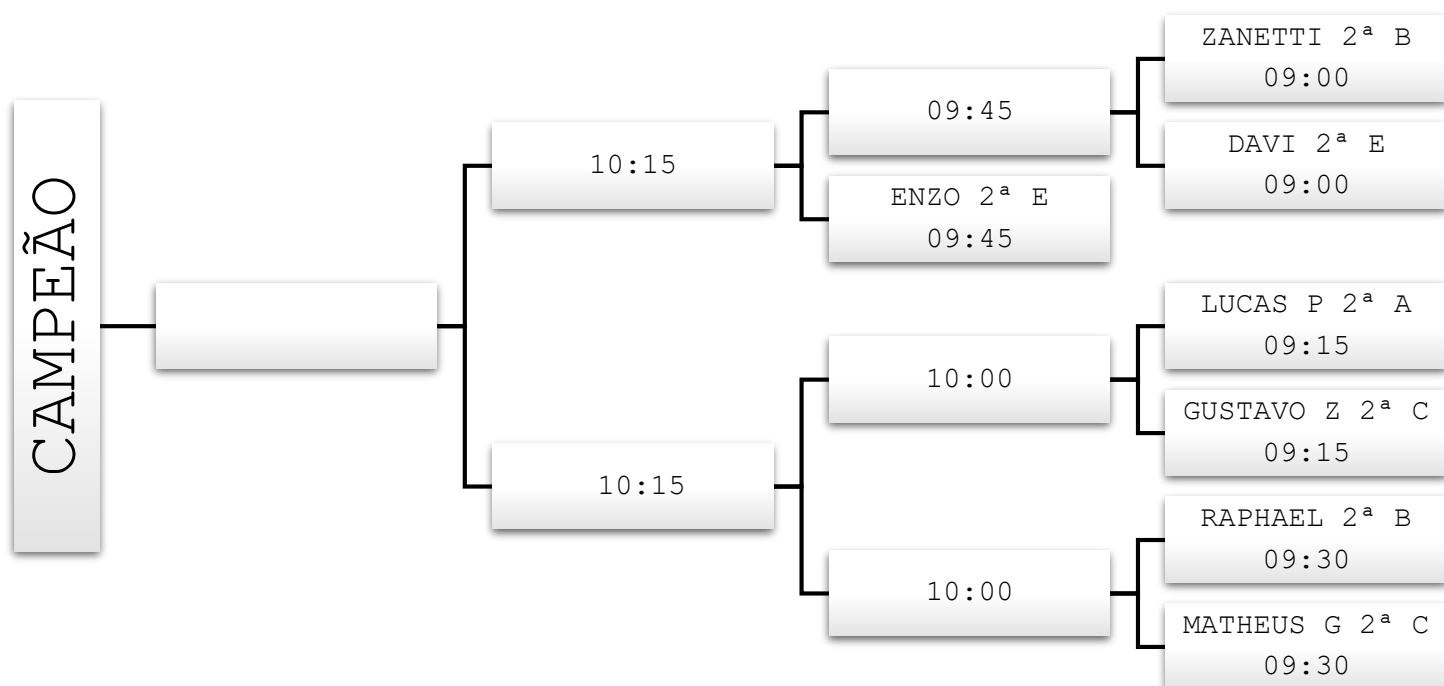 CAMPEÃO
10:15
10:15
09:45
ENZO 2ª E
09:45
10:00
10:00
ZANETTI 2ª B
09:00
DAVI 2ª E
09:00
LUCAS P 2ª A
09:15
GUSTAVO Z 2ª C
09:15
RAPHAEL 2ª B
09:30
MATHEUS G 2ª C
09:30